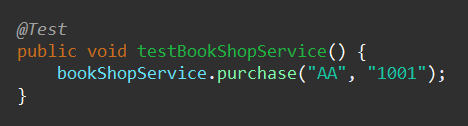 @Test
public void testBookShopService() {
    bookShopService.purchase("AA", "1001");
}